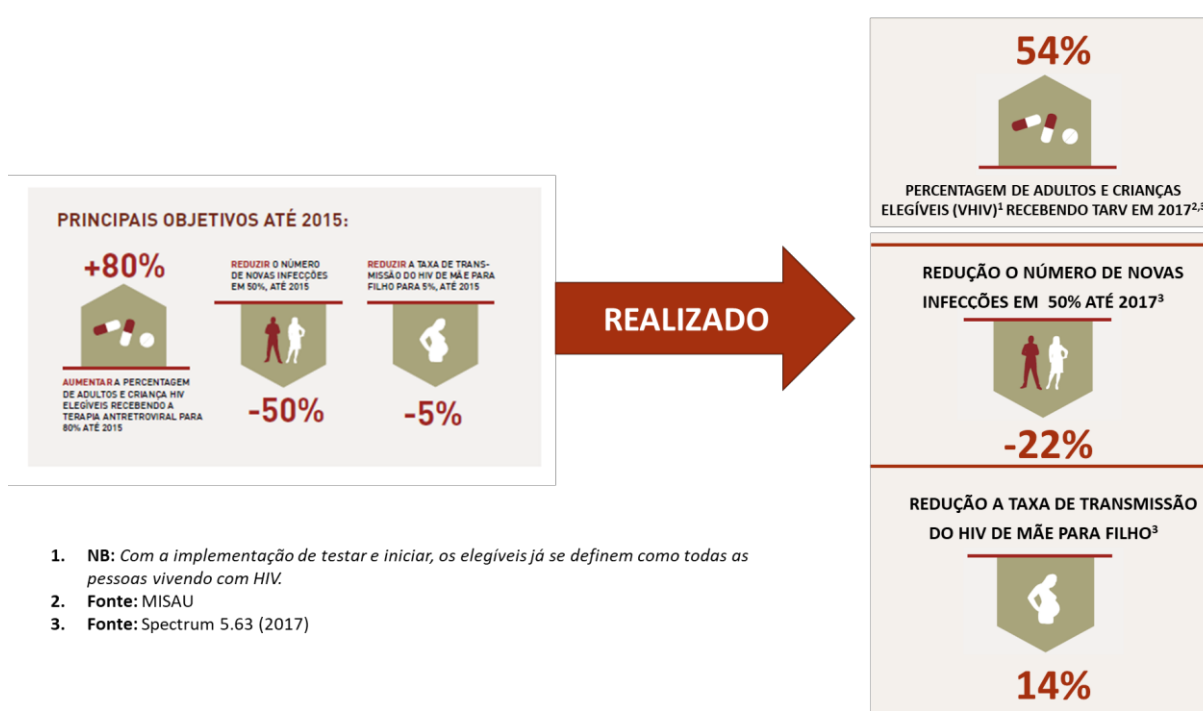 PRINCIPAIS OBJETIVOS ATÉ 2015:
+80%
AUMENTAR A PERCENTAGEM
DE ADULTOS E CRIANÇA HIV
ELEGÍVEIS RECEBENDO A
TERAPIA ANTRETROVIRAL PARA
80% ATÉ 2015
REDUZIR O NÚMERO
DE NOVAS INFECÇÕES
EM 50%, ATÉ 2015
-50%
REDUZIR A TAXA DE TRANS-
MISSÃO DO HIV DE MÃE PARA
FILHO PARA 5%, ATÉ 2015
-5%
REALIZADO
54%
PERCENTAGEM DE ADULTOS E CRIANÇAS
ELEGÍVEIS (VHIV)¹ RECEBENDO TARV EM 2017²,³
REDUÇÃO O NÚMERO DE NOVAS
INFECÇÕES EM 50% ATÉ 2017³
-22%
REDUÇÃO A TAXA DE TRANSMISSÃO
DO HIV DE MÃE PARA FILHO³
14%
1. NB: Com a implementação de testar e iniciar, os elegíveis já se definem como todas as
pessoas vivendo com HIV.
2. Fonte: MISAU
3. Fonte: Spectrum 5.63 (2017)